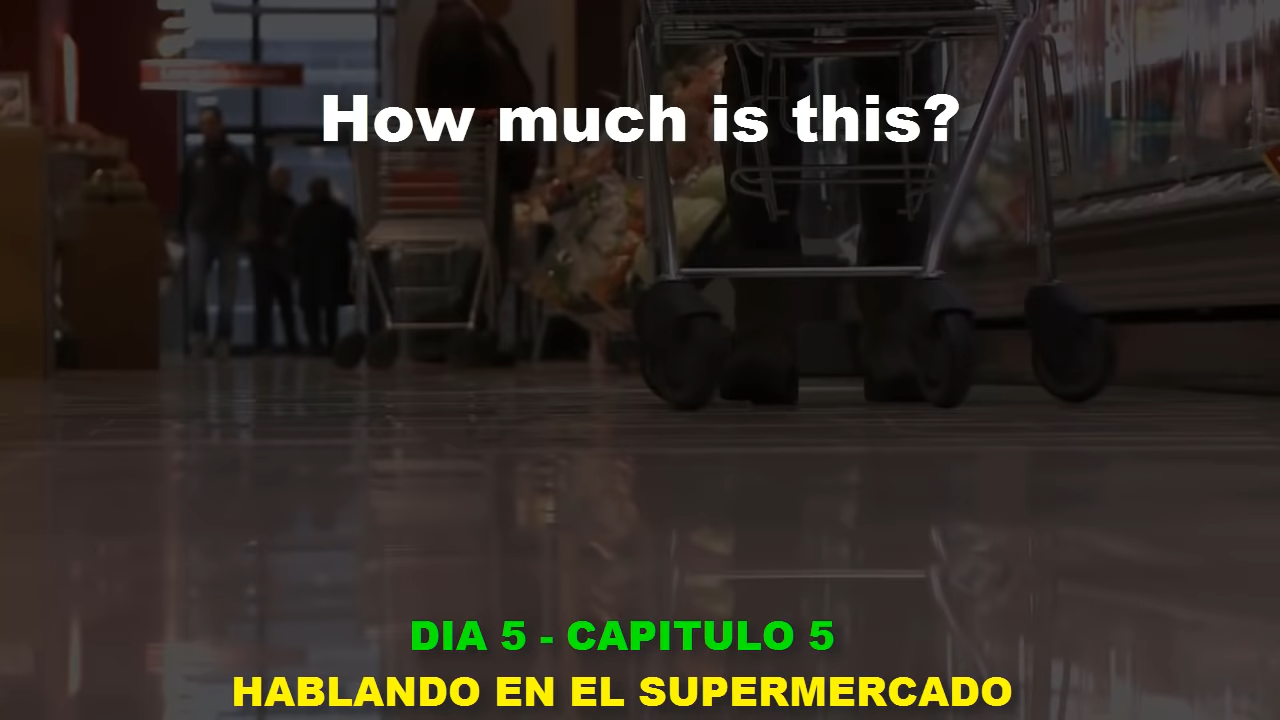 How much is this?
DIA 5 - CAPITULO 5
HABLANDO EN EL SUPERMERCADO